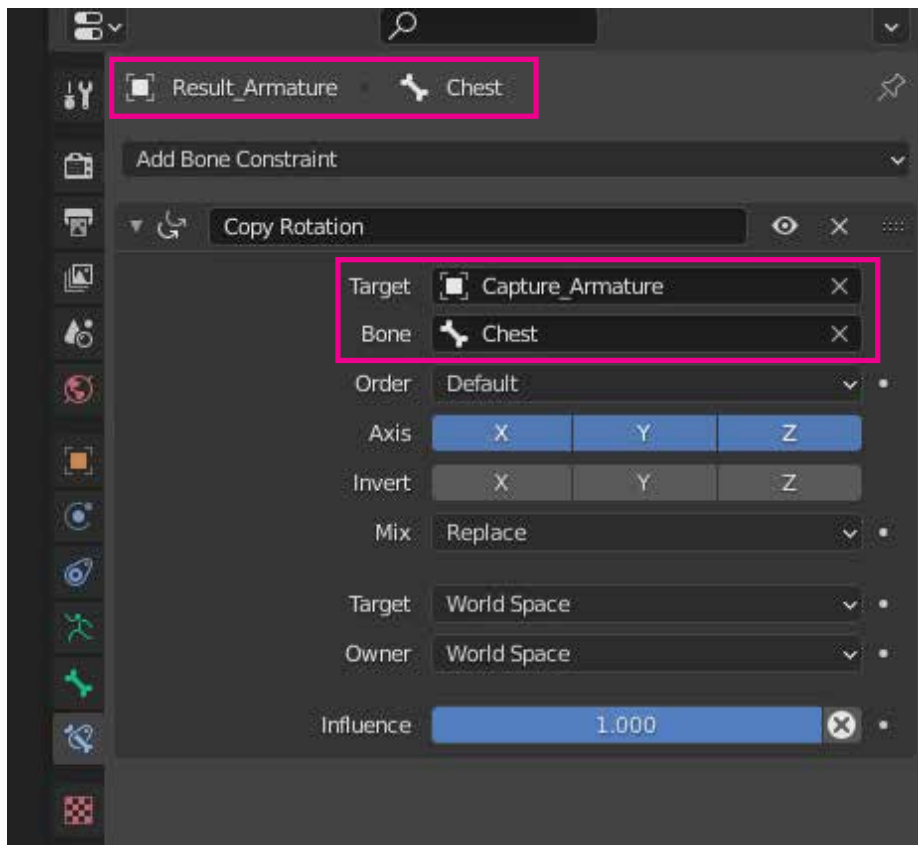 Result_Armature Chest
Add Bone Constraint
Copy Rotation
Target Capture_Armature
Bone Chest
Order Default
Axis X Y Z
Invert X Y Z
Mix Replace
Target World Space
Owner World Space
Influence 1.000